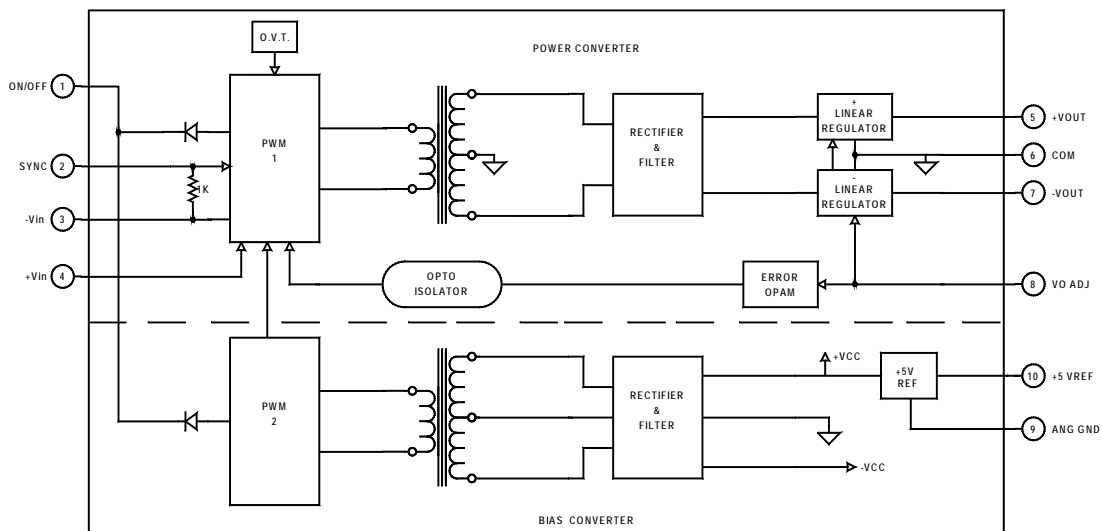 O.V.T.
POWER CONVERTER
ON/OFF 1
PWM
1
RECTIFIER
&
FILTER
+
LINEAR
REGULATOR
5 +VOUT
SYNC 2
1K
6 COM
-
LINEAR
REGULATOR
7 -VOUT
-Vin 3
+Vin 4
OPTO
ISOLATOR
ERROR
OPAM
8 VO ADJ
PWM
2
RECTIFIER
&
FILTER
+VCC
+5V
REF
10 +5 VREF
9 ANG GND
-VCC
BIAS CONVERTER